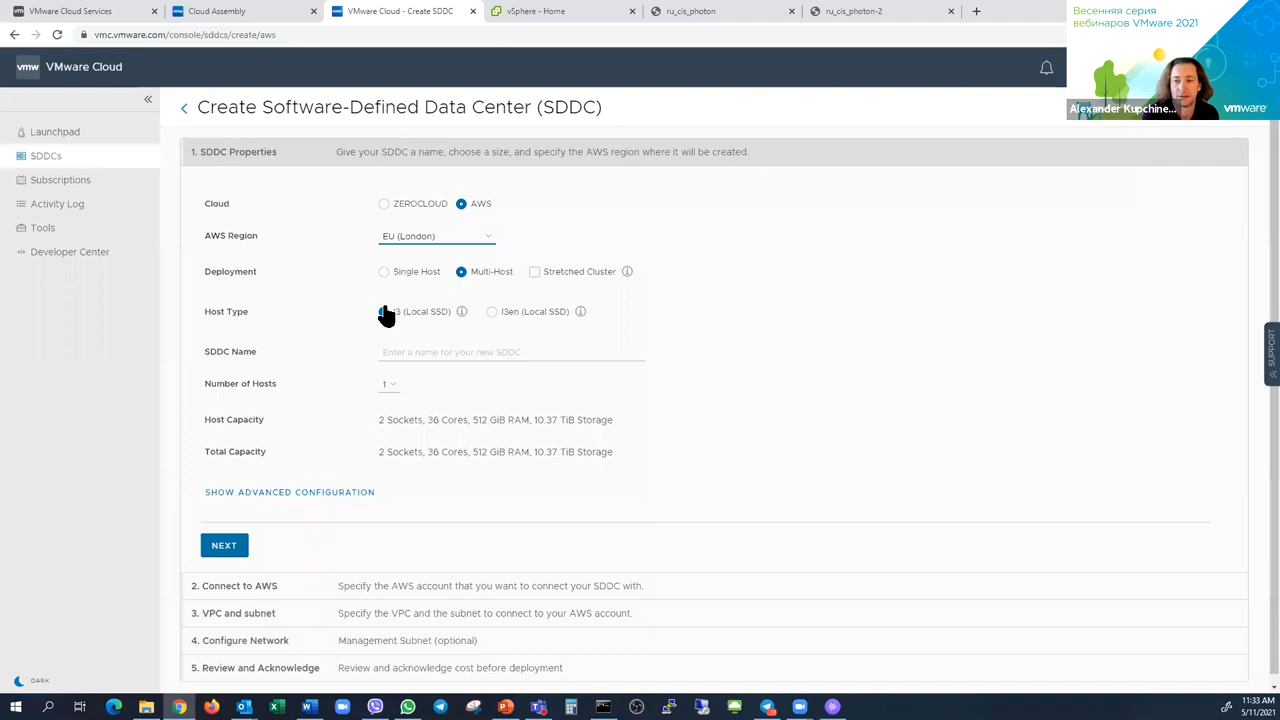 VMware Cloud Services
Cloud Assembly
VMware Cloud - Create SDDC
vSphere - Home
ru_cis_photon
ru_cis_photon-2
vmc.vmware.com/console/sddcs/create/aws
Весенняя серия
вебинаров VMware 2021
Alexander Kupchine...
vmware
vmw VMware Cloud
Launchpad
SDDCs
Subscriptions
Activity Log
Tools
Developer Center
DARK
Create Software-Defined Data Center (SDDC)
1. SDDC Properties Give your SDDC a name, choose a size, and specify the AWS region where it will be created.
Cloud ZEROCLOUD AWS
AWS Region EU (London)
Deployment Single Host Multi-Host Stretched Cluster
Host Type I3 (Local SSD) I3en (Local SSD)
SDDC Name Enter a name for your new SDDC
Number of Hosts 1
Host Capacity 2 Sockets, 36 Cores, 512 GiB RAM, 10.37 TiB Storage
Total Capacity 2 Sockets, 36 Cores, 512 GiB RAM, 10.37 TiB Storage
SHOW ADVANCED CONFIGURATION
NEXT
2. Connect to AWS Specify the AWS account that you want to connect your SDDC with.
3. VPC and subnet Specify the VPC and the subnet to connect to your AWS account.
4. Configure Network Management Subnet (optional)
5. Review and Acknowledge Review and acknowledge cost before deployment
SUPPORT
11:33 AM
5/11/2021